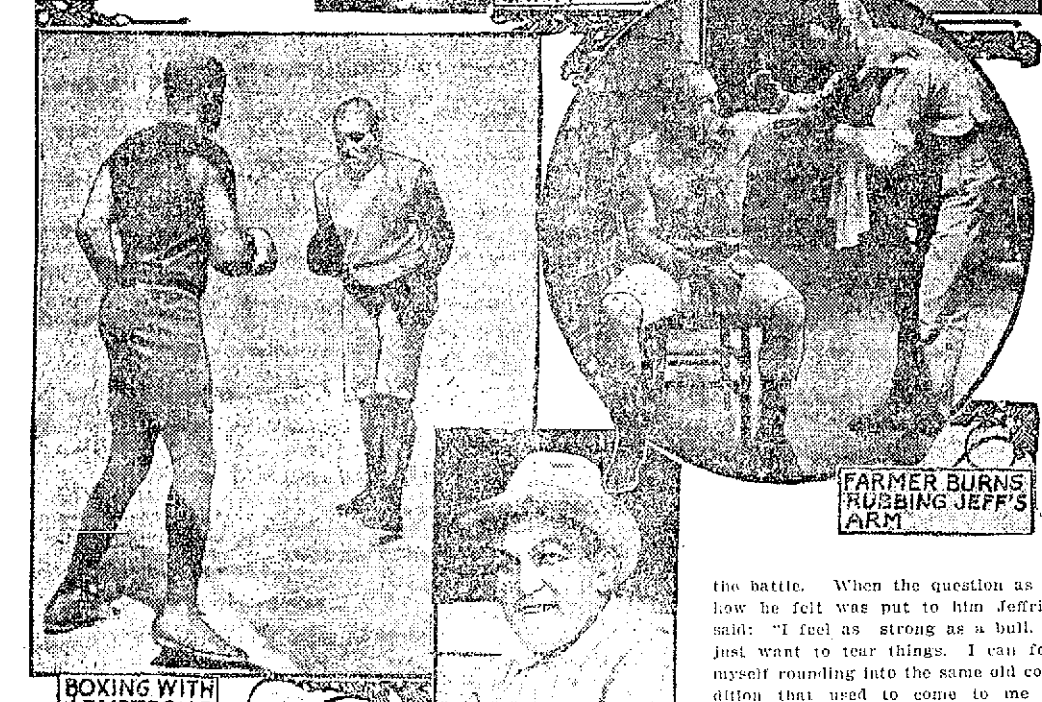 FARMER BURNS
RUBBING JEFF'S
ARM
the battle. When the question as
how he felt was put to him Jeffri
said: "I feel as strong as a bull.
just want to tear things. I can fe
myself rounding into the same old co
dition that used to come to me
BOXING WITH